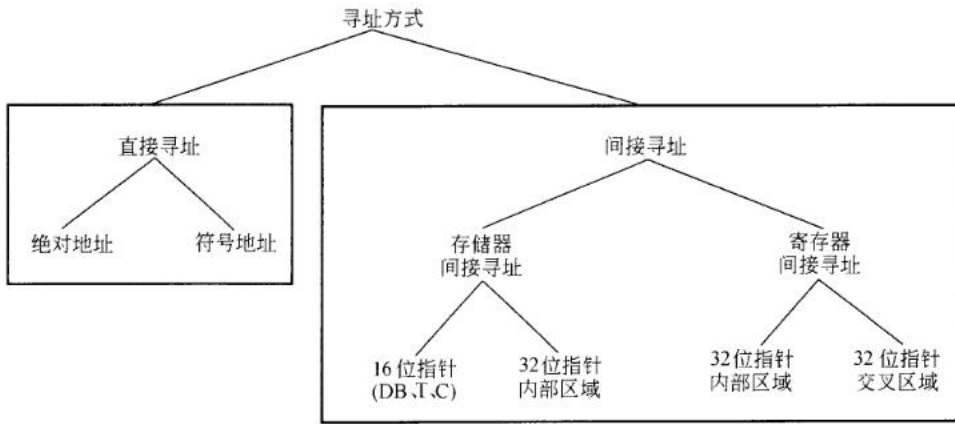 寻址方式
直接寻址
间接寻址
绝对地址
符号地址
存储器
间接寻址
寄存器
间接寻址
16位指针
(DB、T、C)
32位指针
内部区域
32位指针
内部区域
32位指针
交叉区域